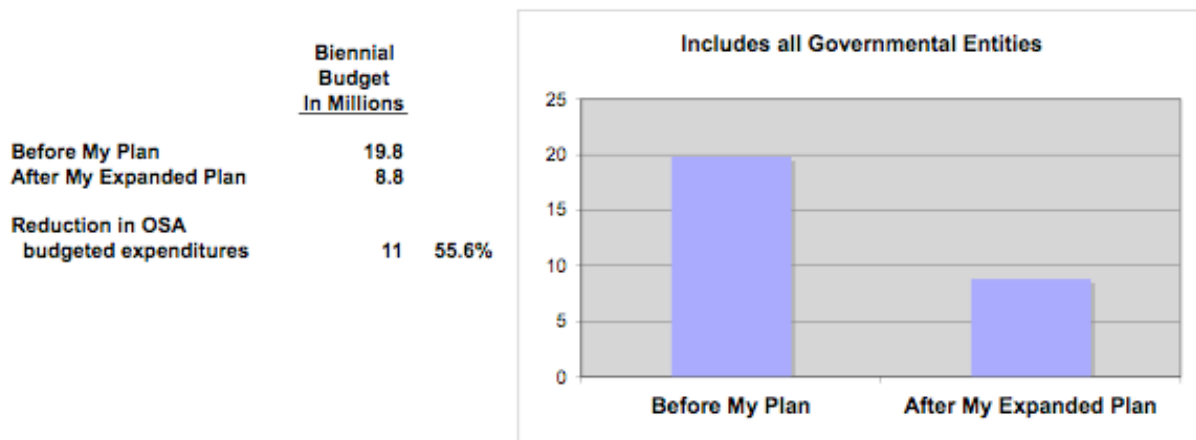 Biennial
Budget
In Millions
Before My Plan 19.8
After My Expanded Plan 8.8
Reduction in OSA
budgeted expenditures 11 55.6%
Includes all Governmental Entities
25
20
15
10
5
0
Before My Plan After My Expanded Plan